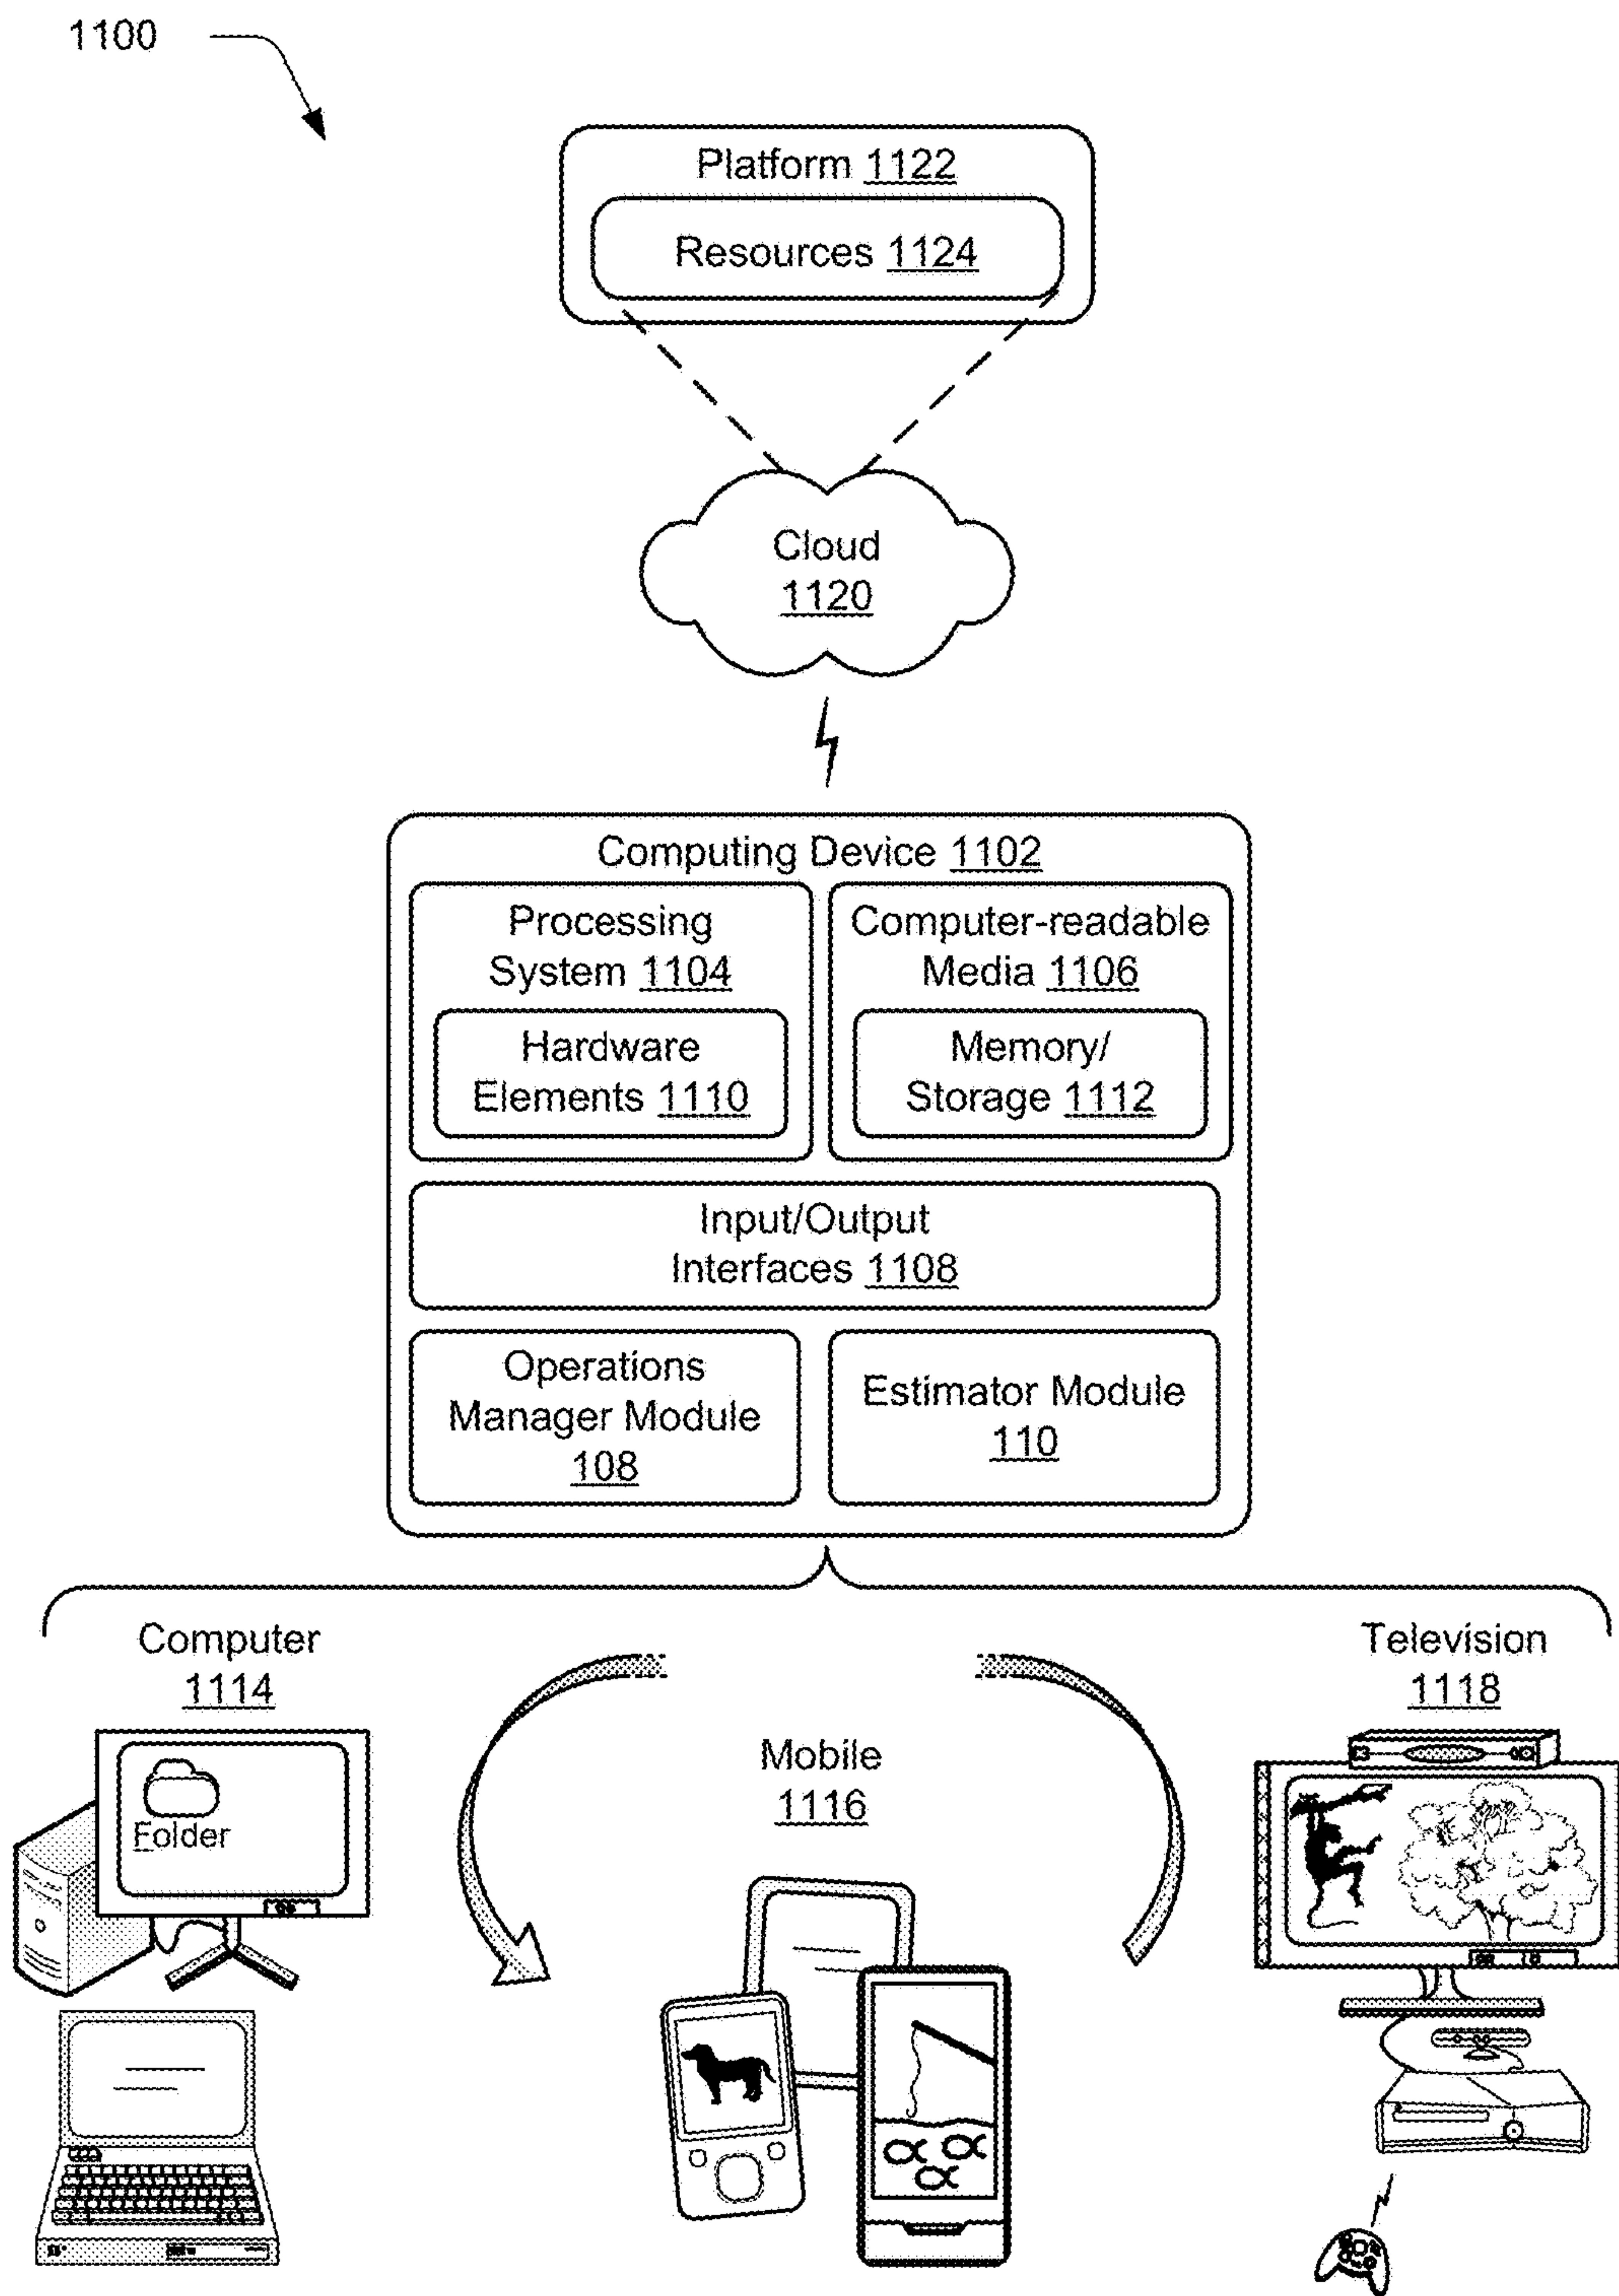 1100
Platform 1122
Resources 1124
Cloud
1120
Computing Device 1102
Processing
System 1104
Hardware
Elements 1110
Computer-readable
Media 1106
Memory/
Storage 1112
Input/Output
Interfaces 1108
Operations
Manager Module
108
Estimator Module
110
Computer
1114
Folder
Mobile
1116
Television
1118